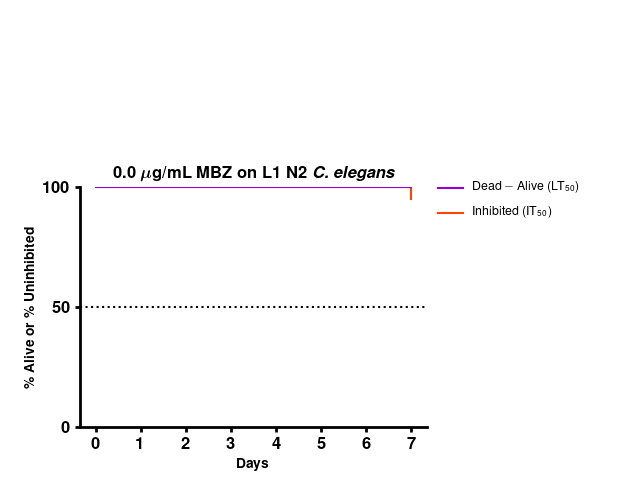 0.0 μg/mL MBZ on L1 N2 C. elegans
% Alive or % Uninhibited
100
50
0
0 1 2 3 4 5 6 7
Days
Dead − Alive (LT₅₀)
Inhibited (IT₅₀)